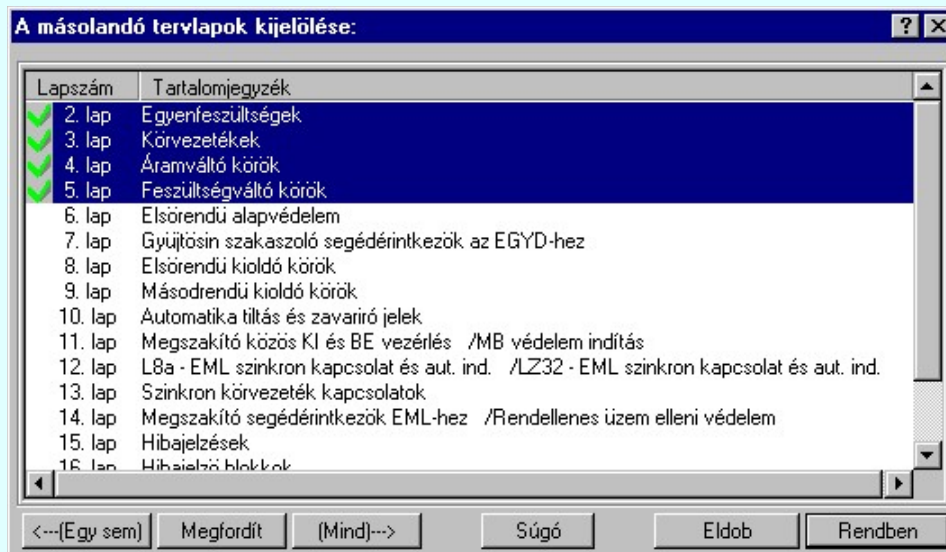 A másolandó tervlapok kijelölése:
Lapszám Tartalomjegyzék
2. lap Egyenfeszültségek
3. lap Körvezetékek
4. lap Áramváltó körök
5. lap Feszültségváltó körök
6. lap Elsörendü alapvédelem
7. lap Gyüjtösin szakaszoló segédérintkezök az EGYD-hez
8. lap Elsörendü kioldó körök
9. lap Másodrendü kioldó körök
10. lap Automatika tiltás és zavariró jelek
11. lap Megszakító közös KI és BE vezérlés /MB védelem indítás
12. lap L8a - EML szinkron kapcsolat és aut. ind. /LZ32 - EML szinkron kapcsolat és aut. ind.
13. lap Szinkron körvezeték kapcsolatok
14. lap Megszakító segédérintkezök EML-hez /Rendellenes üzem elleni védelem
15. lap Hibajelzések
16. lap Hibajelzö blokkok
<---(Egy sem) Megfordít (Mind)---> Súgó Eldob Rendben